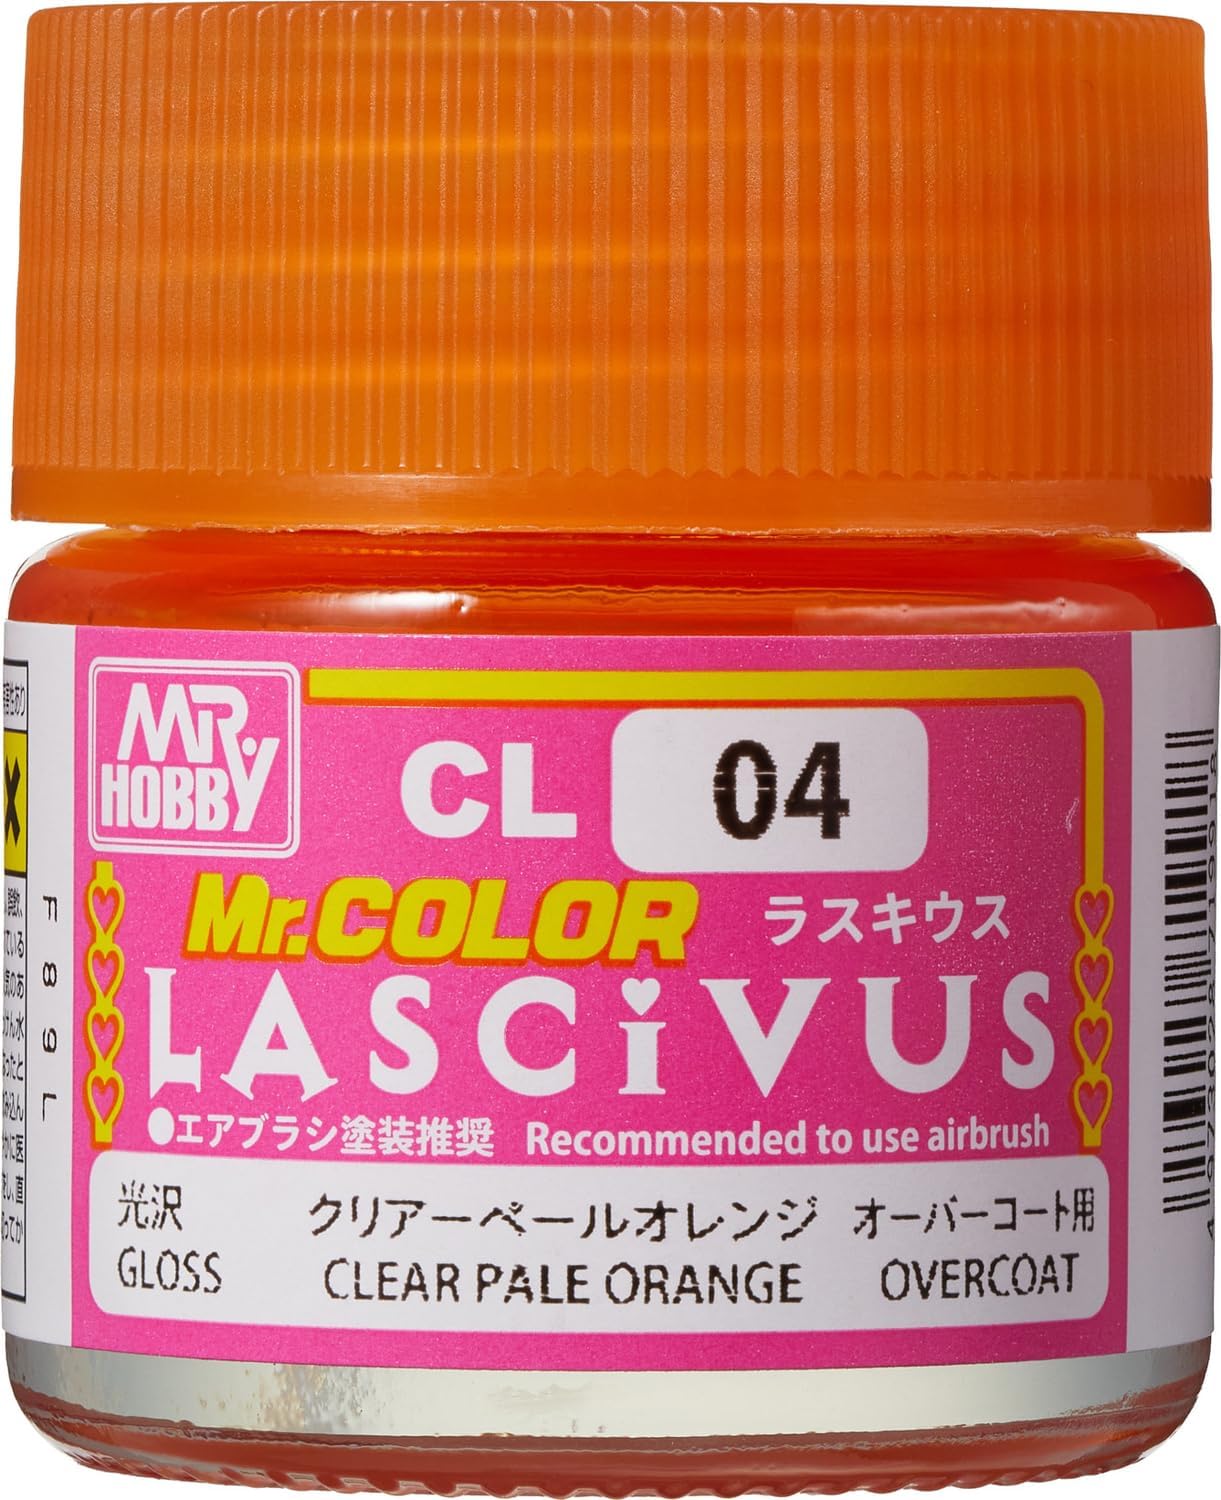 MR.
HOBBY
CL 04
Mr.COLOR ラスキウス
LASCiVUS
●エアブラシ塗装推奨 Recommended to use airbrush
光沢 クリアーペールオレンジ オーバーコート用
GLOSS CLEAR PALE ORANGE OVERCOAT
F89L